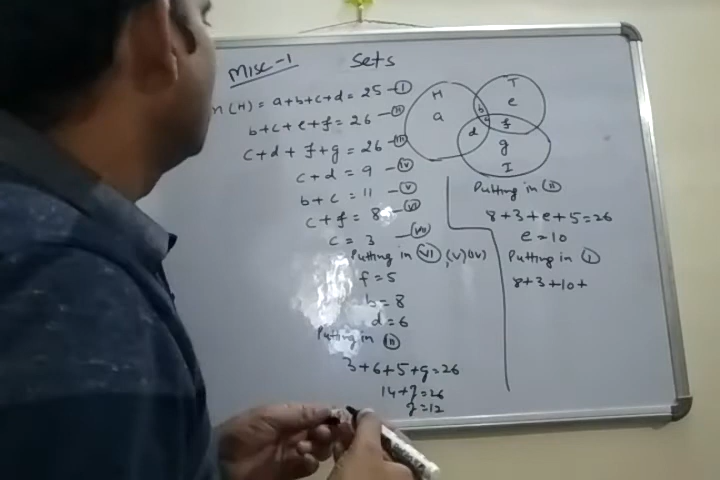 Misc-1
Sets
n(H) = a+b+c+d = 25 - I
b+c+e+f = 26 - II
c+d+f+g = 26 - III
c+d = 9 - IV
b+c = 11 - V
c+f = 8 - VI
c = 3 - VII
Putting in VI, (V) (IV)
f = 5
b = 8
d = 6
Putting in III
3+6+5+g=26
14+g=26
g=12
H
T
a
b
e
c
f
d
g
I
Putting in II
8+3+e+5=26
e=10
Putting in I
8+3+10+